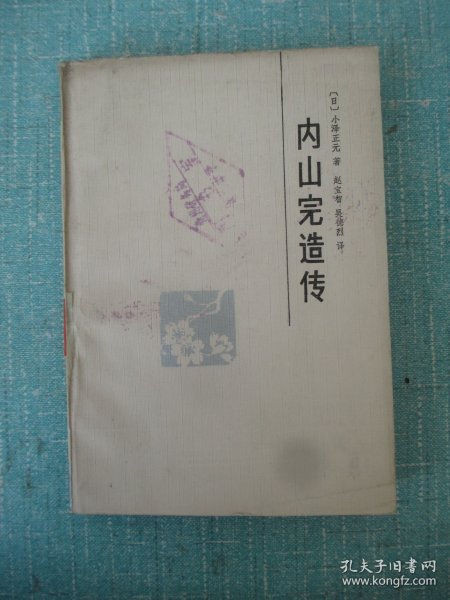 内山完造传
〔日〕小泽正元 著 赵宝智 吴德烈 译
孔夫子旧书网
www.kongfz.com